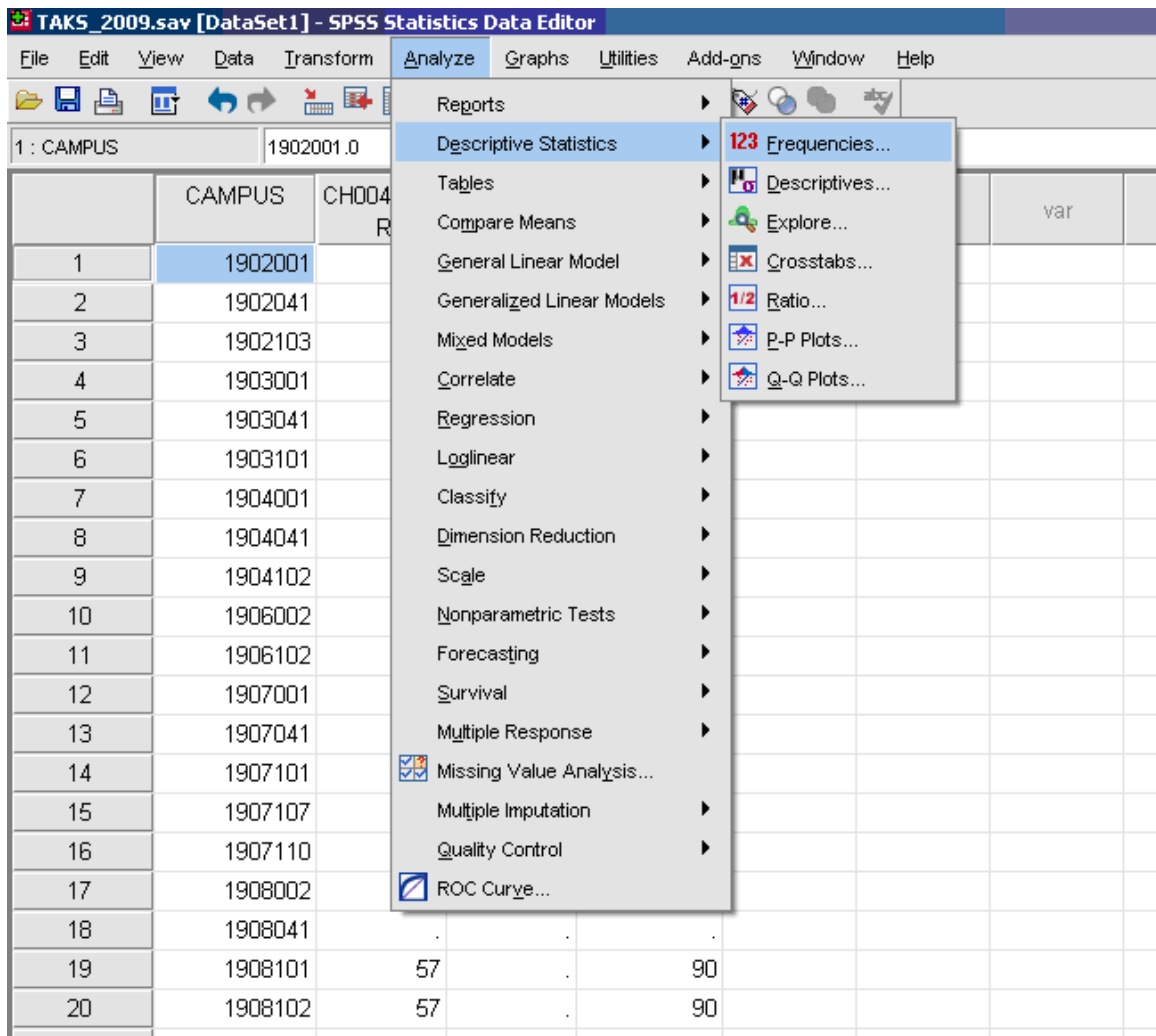 TAKS_2009.sav [DataSet1] - SPSS Statistics Data Editor
File Edit View Data Transform Analyze Graphs Utilities Add-ons Window Help
1 : CAMPUS 1902001.0
Reports
Descriptive Statistics
Tables
Compare Means
General Linear Model
Generalized Linear Models
Mixed Models
Correlate
Regression
Loglinear
Classify
Dimension Reduction
Scale
Nonparametric Tests
Forecasting
Survival
Multiple Response
Missing Value Analysis...
Multiple Imputation
Quality Control
ROC Curve...
123 Frequencies...
Descriptives...
Explore...
Crosstabs...
1/2 Ratio...
P-P Plots...
Q-Q Plots...
CAMPUS CH004 R var
1 1902001
2 1902041
3 1902103
4 1903001
5 1903041
6 1903101
7 1904001
8 1904041
9 1904102
10 1906002
11 1906102
12 1907001
13 1907041
14 1907101
15 1907107
16 1907110
17 1908002
18 1908041 . . .
19 1908101 57 . 90
20 1908102 57 . 90